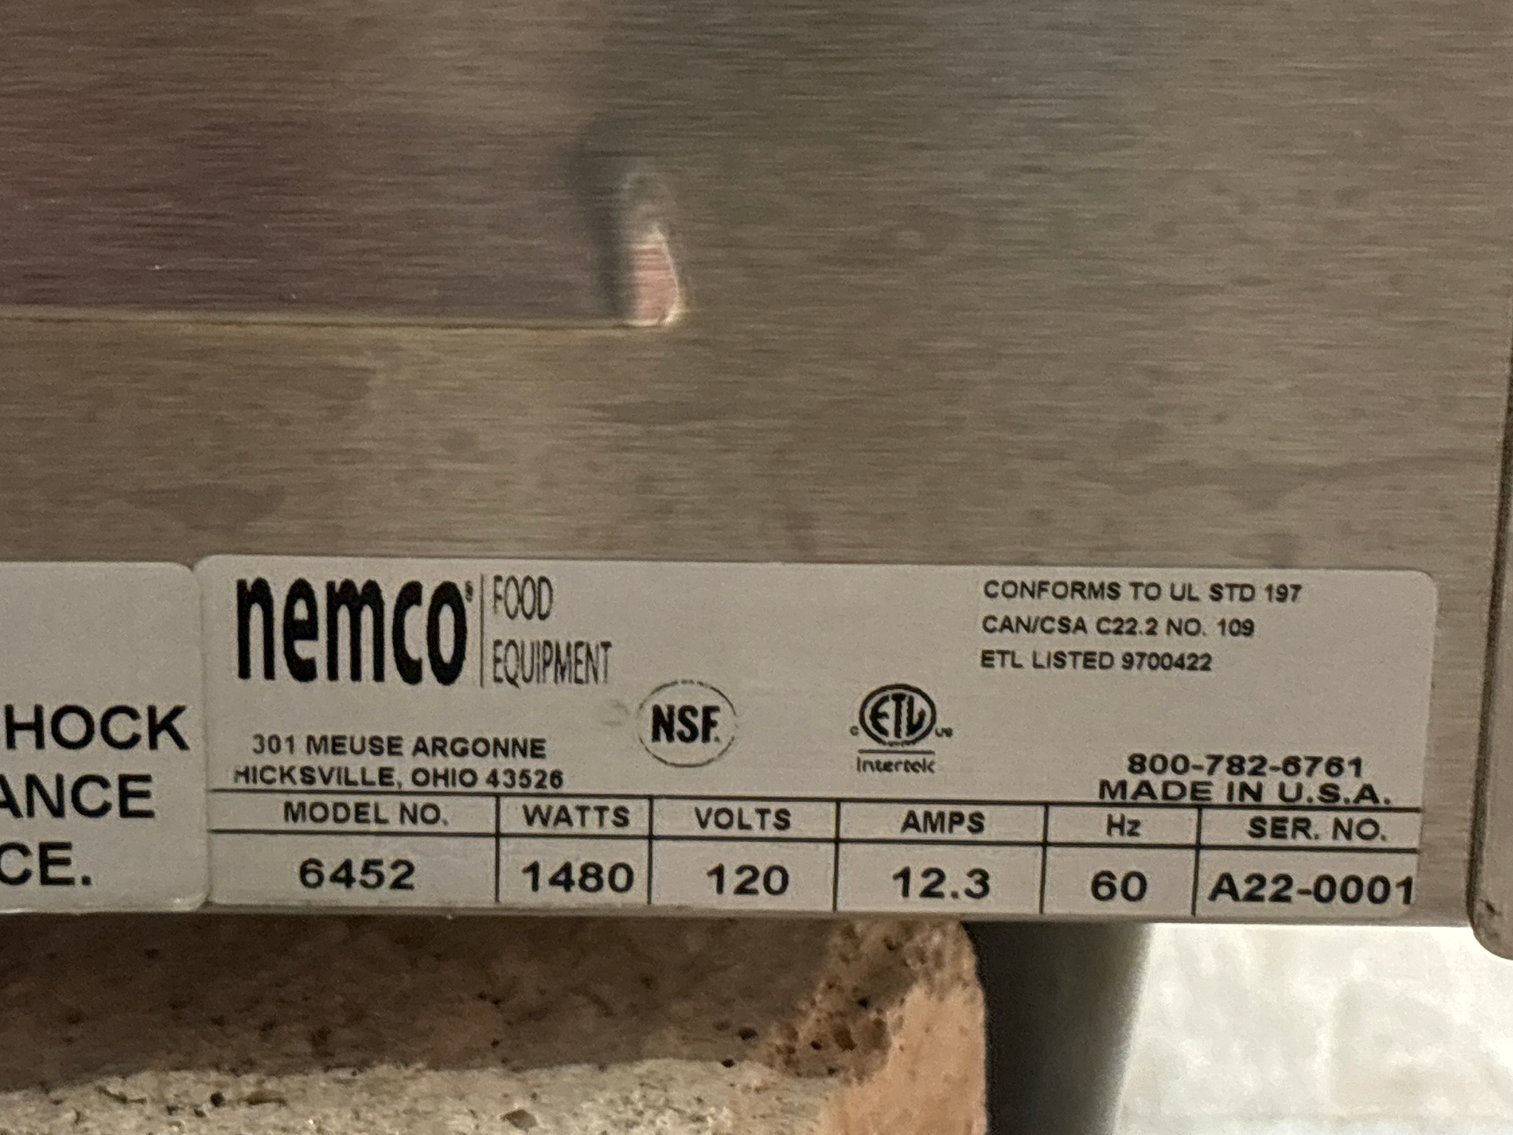 HOCK
ANCE
CE.
nemco® FOOD
EQUIPMENT
301 MEUSE ARGONNE
HICKSVILLE, OHIO 43526
NSF.
C ETL US
Intertek
CONFORMS TO UL STD 197
CAN/CSA C22.2 NO. 109
ETL LISTED 9700422
800-782-6761
MADE IN U.S.A.
MODEL NO. WATTS VOLTS AMPS Hz SER. NO.
6452 1480 120 12.3 60 A22-0001